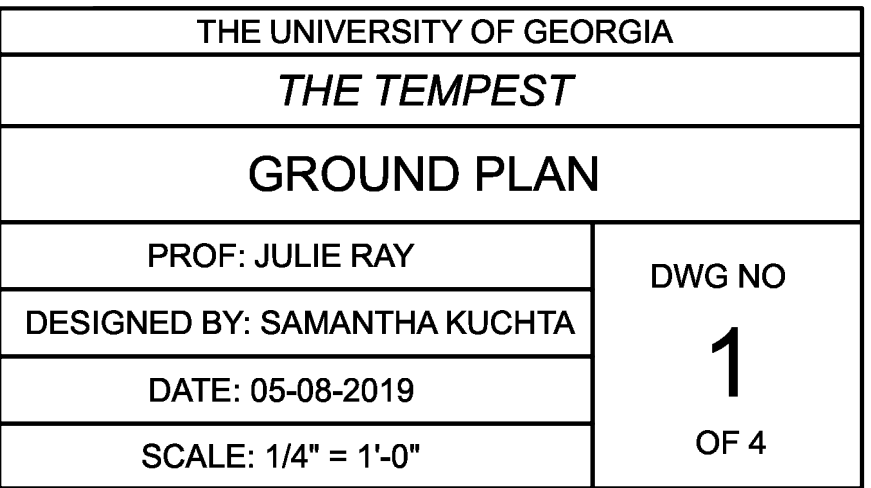 THE UNIVERSITY OF GEORGIA
THE TEMPEST
GROUND PLAN
PROF: JULIE RAY
DESIGNED BY: SAMANTHA KUCHTA
DATE: 05-08-2019
SCALE: 1/4" = 1'-0"
DWG NO
1
OF 4